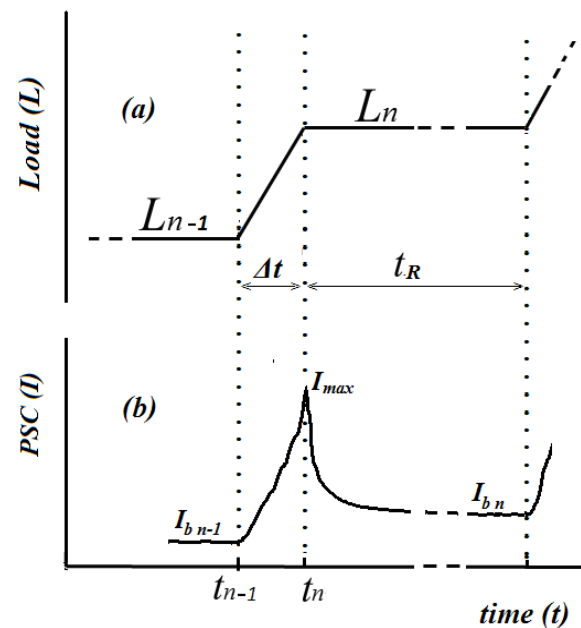 Load (L)
(a)
Ln
Ln-1
Δt
tR
PSC (I)
(b)
Imax
Ib n-1
Ib n
tn-1
tn
time (t)